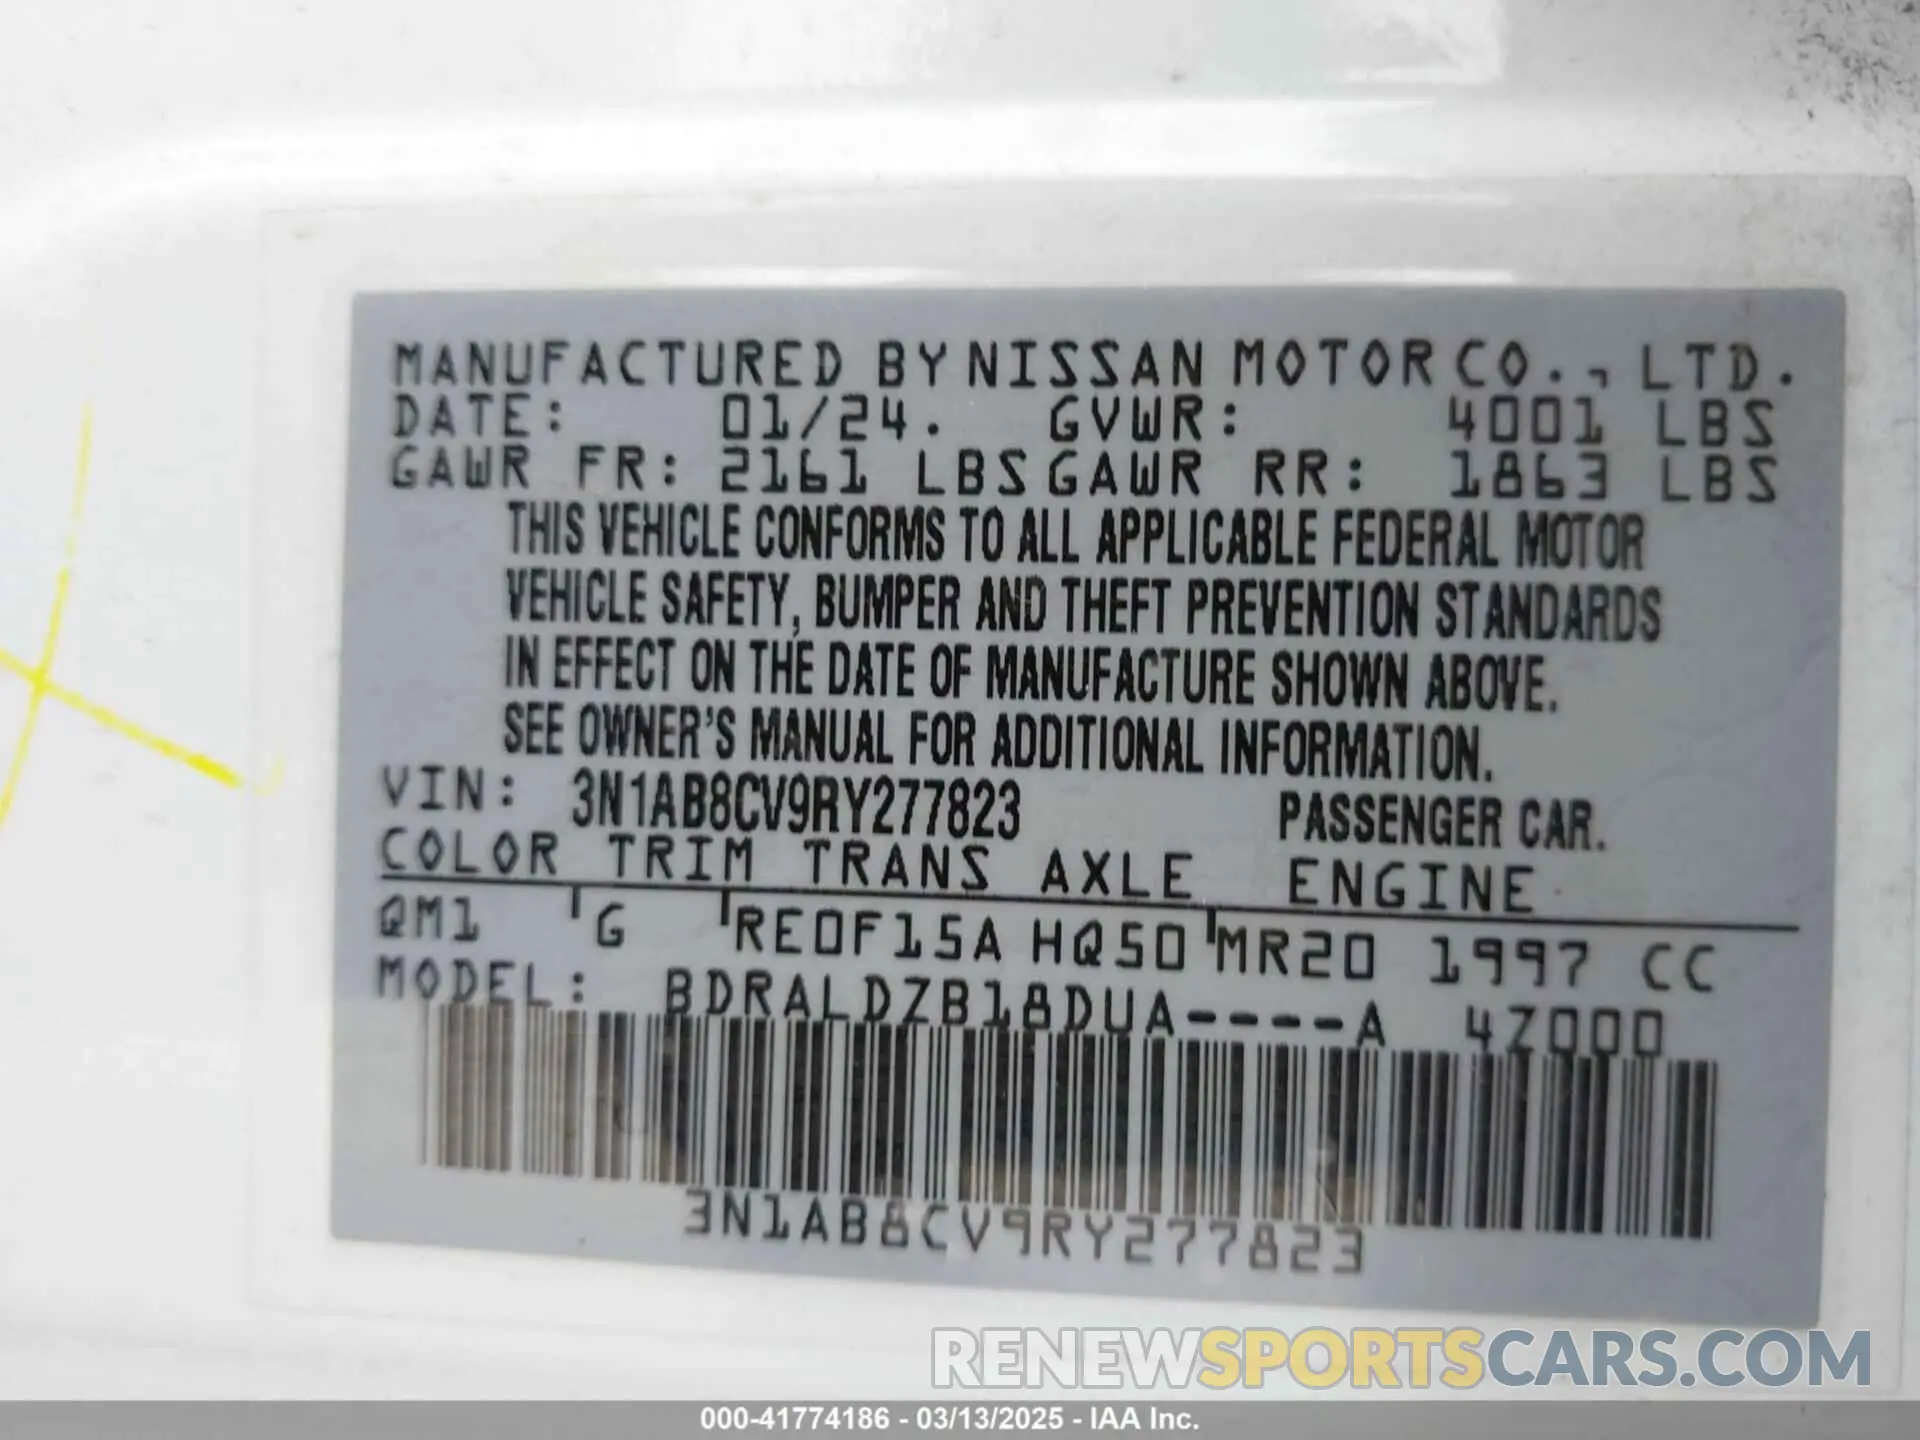 MANUFACTURED BY NISSAN MOTOR CO., LTD.
DATE: 01/24. GVWR: 4001 LBS
GAWR FR: 2161 LBS GAWR RR: 1863 LBS
THIS VEHICLE CONFORMS TO ALL APPLICABLE FEDERAL MOTOR
VEHICLE SAFETY, BUMPER AND THEFT PREVENTION STANDARDS
IN EFFECT ON THE DATE OF MANUFACTURE SHOWN ABOVE.
SEE OWNER'S MANUAL FOR ADDITIONAL INFORMATION.
VIN: 3N1AB8CV9RY277823 PASSENGER CAR.
COLOR TRIM TRANS AXLE ENGINE
QM1 G RE0F15A HQ50 MR20 1997 CC
MODEL: BDRALDZB18DUA----A 4Z000
3N1AB8CV9RY277823
RENEWSPORTSCARS.COM
000-41774186 - 03/13/2025 - IAA Inc.